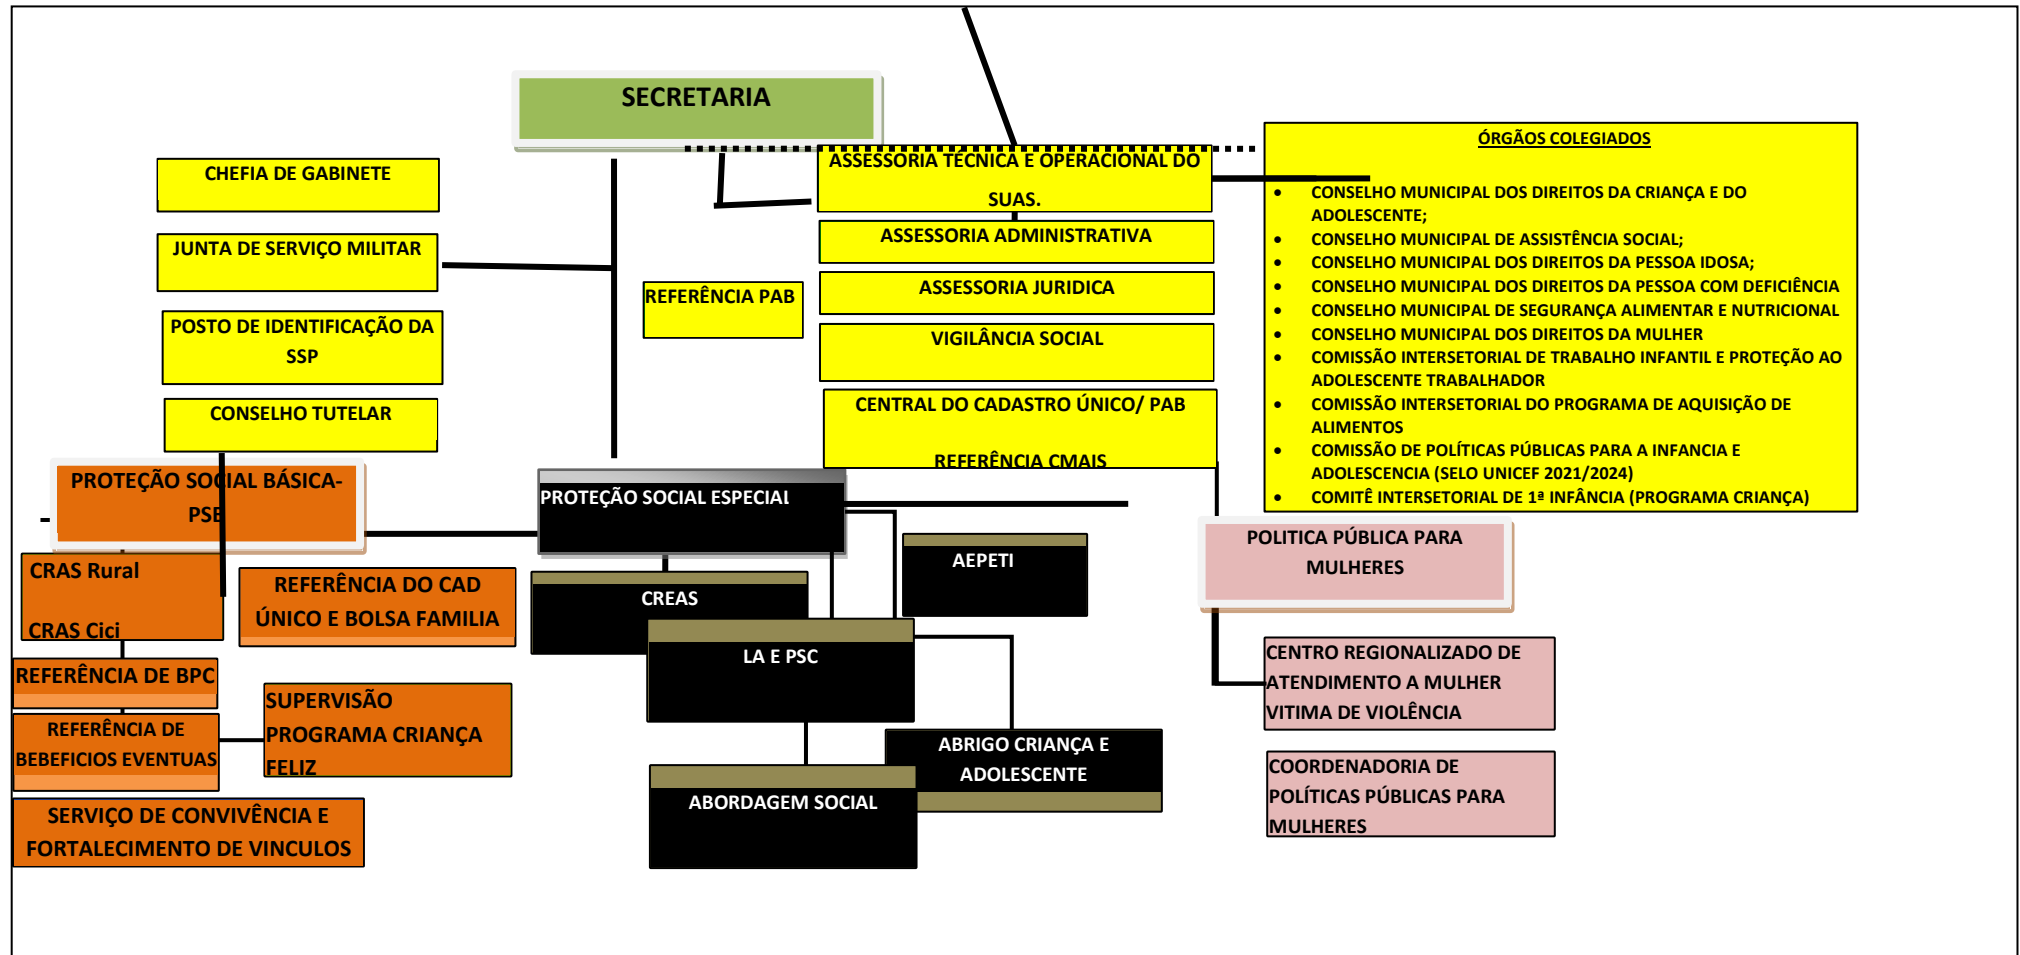 SECRETARIA
CHEFIA DE GABINETE
JUNTA DE SERVIÇO MILITAR
POSTO DE IDENTIFICAÇÃO DA
SSP
CONSELHO TUTELAR
REFERÊNCIA PAB
ASSESSORIA TÉCNICA E OPERACIONAL DO
SUAS.
ASSESSORIA ADMINISTRATIVA
ASSESSORIA JURIDICA
VIGILÂNCIA SOCIAL
CENTRAL DO CADASTRO ÚNICO/ PAB
REFERÊNCIA CMAIS
ÓRGÃOS COLEGIADOS
• CONSELHO MUNICIPAL DOS DIREITOS DA CRIANÇA E DO
ADOLESCENTE;
• CONSELHO MUNICIPAL DE ASSISTÊNCIA SOCIAL;
• CONSELHO MUNICIPAL DOS DIREITOS DA PESSOA IDOSA;
• CONSELHO MUNICIPAL DOS DIREITOS DA PESSOA COM DEFICIÊNCIA
• CONSELHO MUNICIPAL DE SEGURANÇA ALIMENTAR E NUTRICIONAL
• CONSELHO MUNICIPAL DOS DIREITOS DA MULHER
• COMISSÃO INTERSETORIAL DE TRABALHO INFANTIL E PROTEÇÃO AO
ADOLESCENTE TRABALHADOR
• COMISSÃO INTERSETORIAL DO PROGRAMA DE AQUISIÇÃO DE
ALIMENTOS
• COMISSÃO DE POLÍTICAS PÚBLICAS PARA A INFANCIA E
ADOLESCENCIA (SELO UNICEF 2021/2024)
• COMITÊ INTERSETORIAL DE 1ª INFÂNCIA (PROGRAMA CRIANÇA)
PROTEÇÃO SOCIAL BÁSICA-
PSB
CRAS Rural
CRAS Cici
REFERÊNCIA DO CAD
ÚNICO E BOLSA FAMILIA
REFERÊNCIA DE BPC
REFERÊNCIA DE
BEBEFICIOS EVENTUAS
SUPERVISÃO
PROGRAMA CRIANÇA
FELIZ
SERVIÇO DE CONVIVÊNCIA E
FORTALECIMENTO DE VINCULOS
PROTEÇÃO SOCIAL ESPECIAL
CREAS
AEPETI
LA E PSC
ABRIGO CRIANÇA E
ADOLESCENTE
ABORDAGEM SOCIAL
POLITICA PÚBLICA PARA
MULHERES
CENTRO REGIONALIZADO DE
ATENDIMENTO A MULHER
VITIMA DE VIOLÊNCIA
COORDENADORIA DE
POLÍTICAS PÚBLICAS PARA
MULHERES